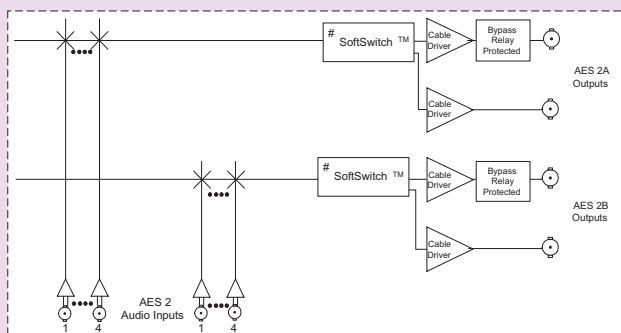 # SoftSwitch ™
Cable
Driver
Bypass
Relay
Protected
AES 2A
Outputs
Cable
Driver
# SoftSwitch ™
Cable
Driver
Bypass
Relay
Protected
AES 2B
Outputs
Cable
Driver
AES 2
Audio Inputs
1 4 1 4